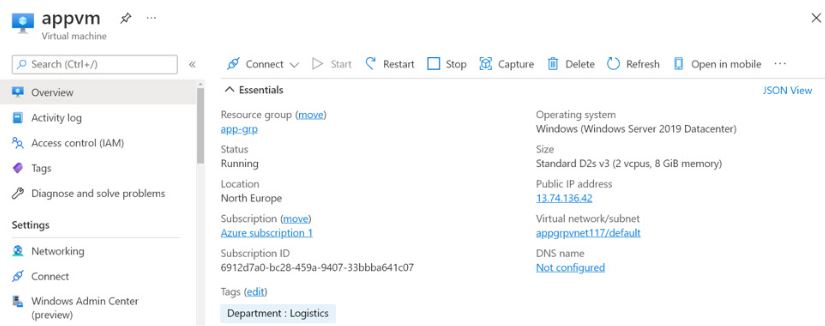 appvm
Virtual machine
Search (Ctrl+/)
«
Overview
Activity log
Access control (IAM)
Tags
Diagnose and solve problems
Settings
Networking
Connect
Windows Admin Center
(preview)
Connect Start Restart Stop Capture Delete Refresh Open in mobile ...
Essentials JSON View
Resource group (move)
app-grp
Status
Running
Location
North Europe
Subscription (move)
Azure subscription 1
Subscription ID
6912d7a0-bc28-459a-9407-33bbba641c07
Tags (edit)
Department : Logistics
Operating system
Windows (Windows Server 2019 Datacenter)
Size
Standard D2s v3 (2 vcpus, 8 GiB memory)
Public IP address
13.74.136.42
Virtual network/subnet
appgrpvnet117/default
DNS name
Not configured